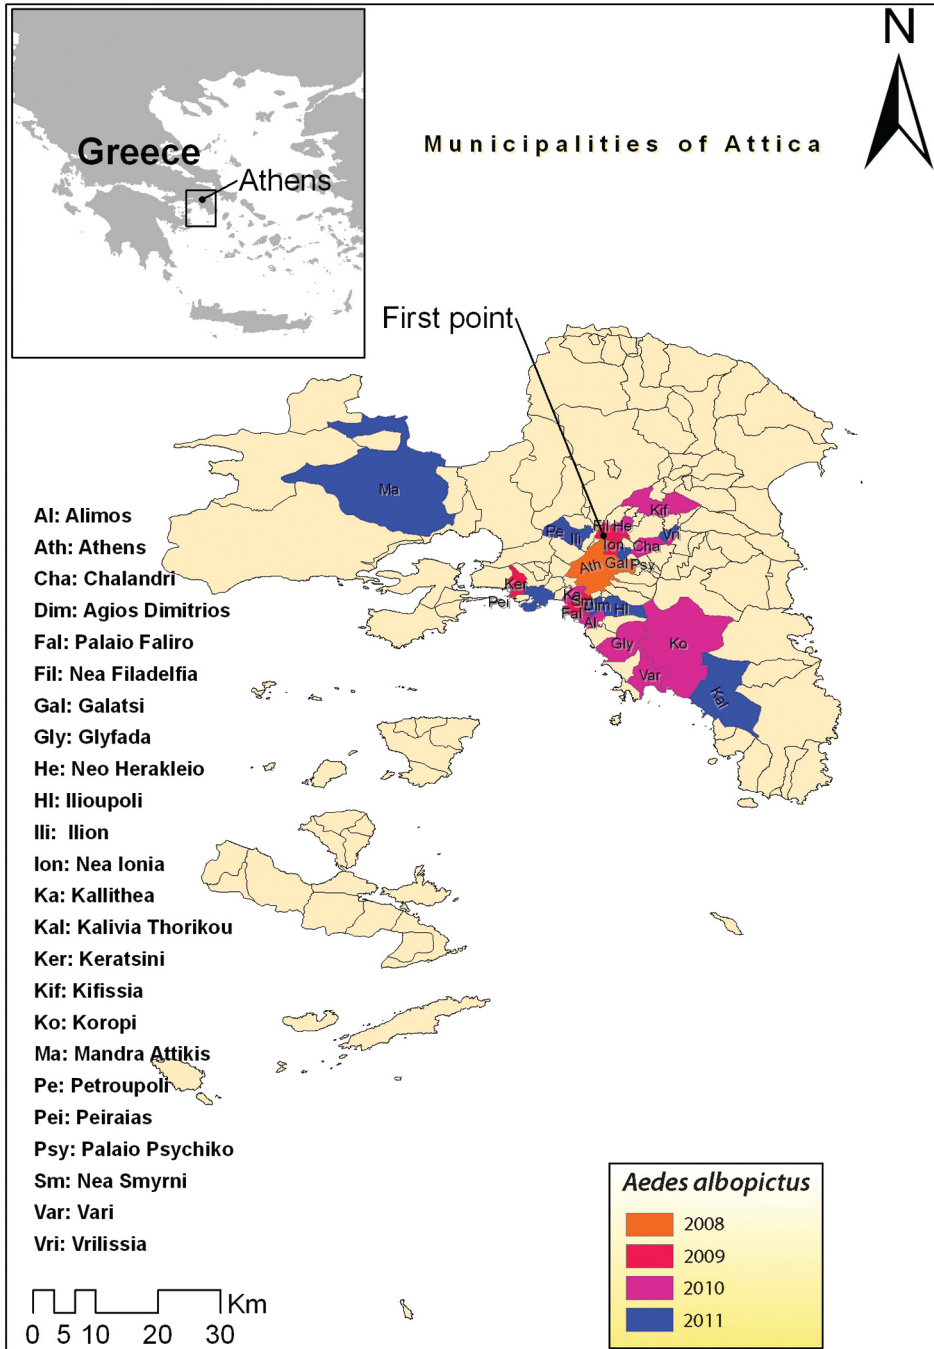 N
Municipalities of Attica
Greece
Athens
First point
Ma
Kif
Fil He
Pe
Ili
Ion
Vri
Cha
Ath
Gal
Psy
Ker
Pei
Ka
Sm
Dim
HI
Fal
Al
Gly
Ko
Var
Kal
Al: Alimos
Ath: Athens
Cha: Chalandri
Dim: Agios Dimitrios
Fal: Palaio Faliro
Fil: Nea Filadelfia
Gal: Galatsi
Gly: Glyfada
He: Neo Herakleio
HI: Ilioupoli
Ili: Ilion
Ion: Nea Ionia
Ka: Kallithea
Kal: Kalivia Thorikou
Ker: Keratsini
Kif: Kifissia
Ko: Koropi
Ma: Mandra Attikis
Pe: Petroupoli
Pei: Peiraias
Psy: Palaio Psychiko
Sm: Nea Smyrni
Var: Vari
Vri: Vrilissia
Km
0 5 10 20 30
Aedes albopictus
2008
2009
2010
2011